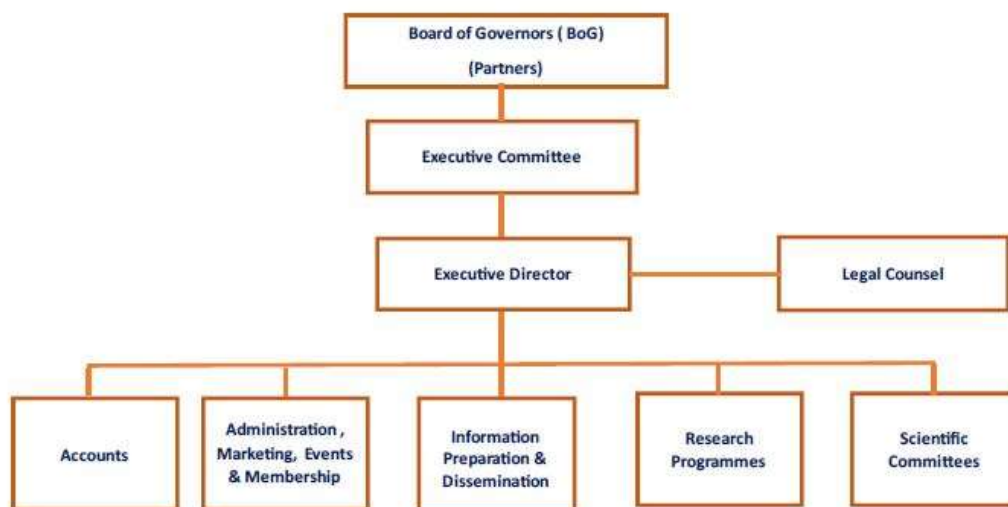 Board of Governors ( BoG)
(Partners)
Executive Committee
Executive Director
Legal Counsel
Accounts
Administration ,
Marketing, Events
& Membership
Information
Preparation &
Dissemination
Research
Programmes
Scientific
Committees